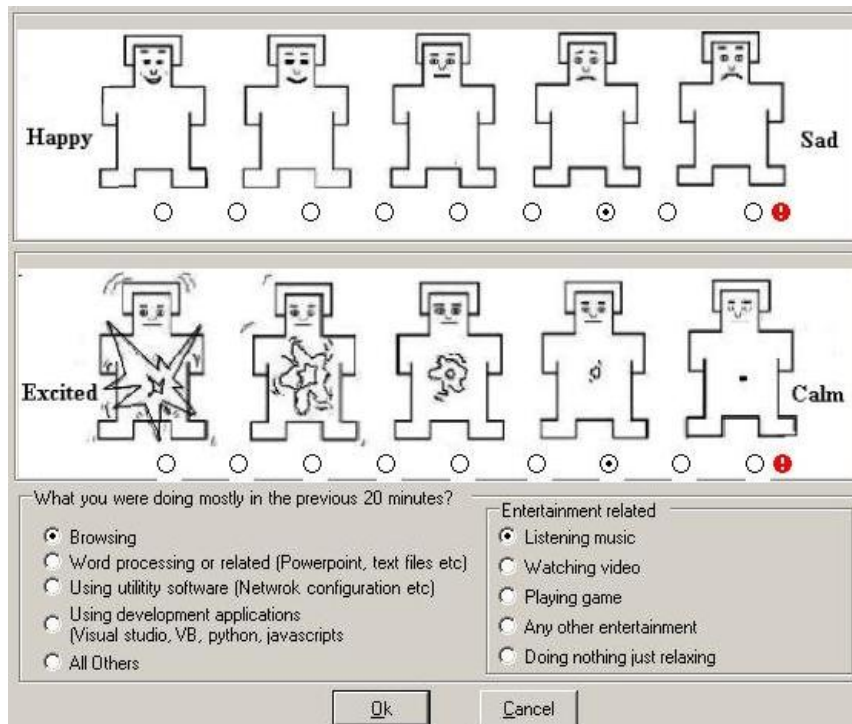 Happy
Sad
Excited
Calm
What you were doing mostly in the previous 20 minutes?
Browsing
Word processing or related (Powerpoint, text files etc)
Using utilitity software (Netwrok configuration etc)
Using development applications
(Visual studio, VB, python, javascripts
All Others
Entertainment related
Listening music
Watching video
Playing game
Any other entertainment
Doing nothing just relaxing
Ok
Cancel